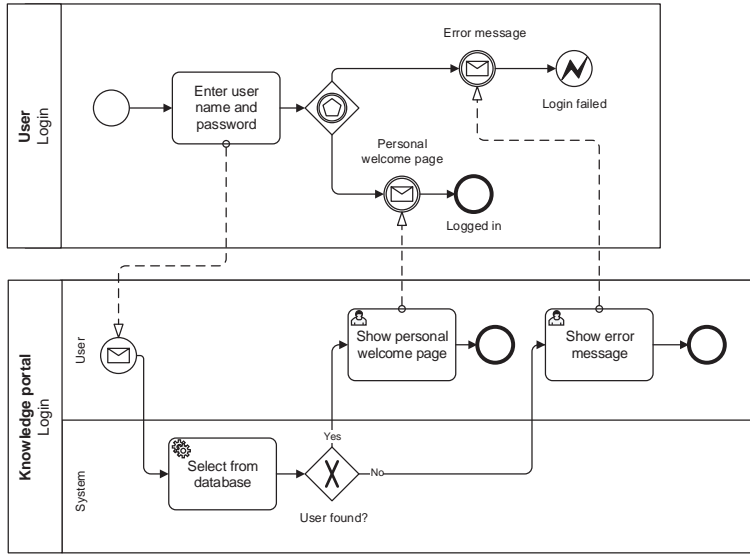 User
Login
Enter user
name and
password
Error message
Login failed
Personal
welcome page
Logged in
Knowledge portal
Login
User
Show personal
welcome page
Show error
message
System
Select from
database
Yes
No
User found?